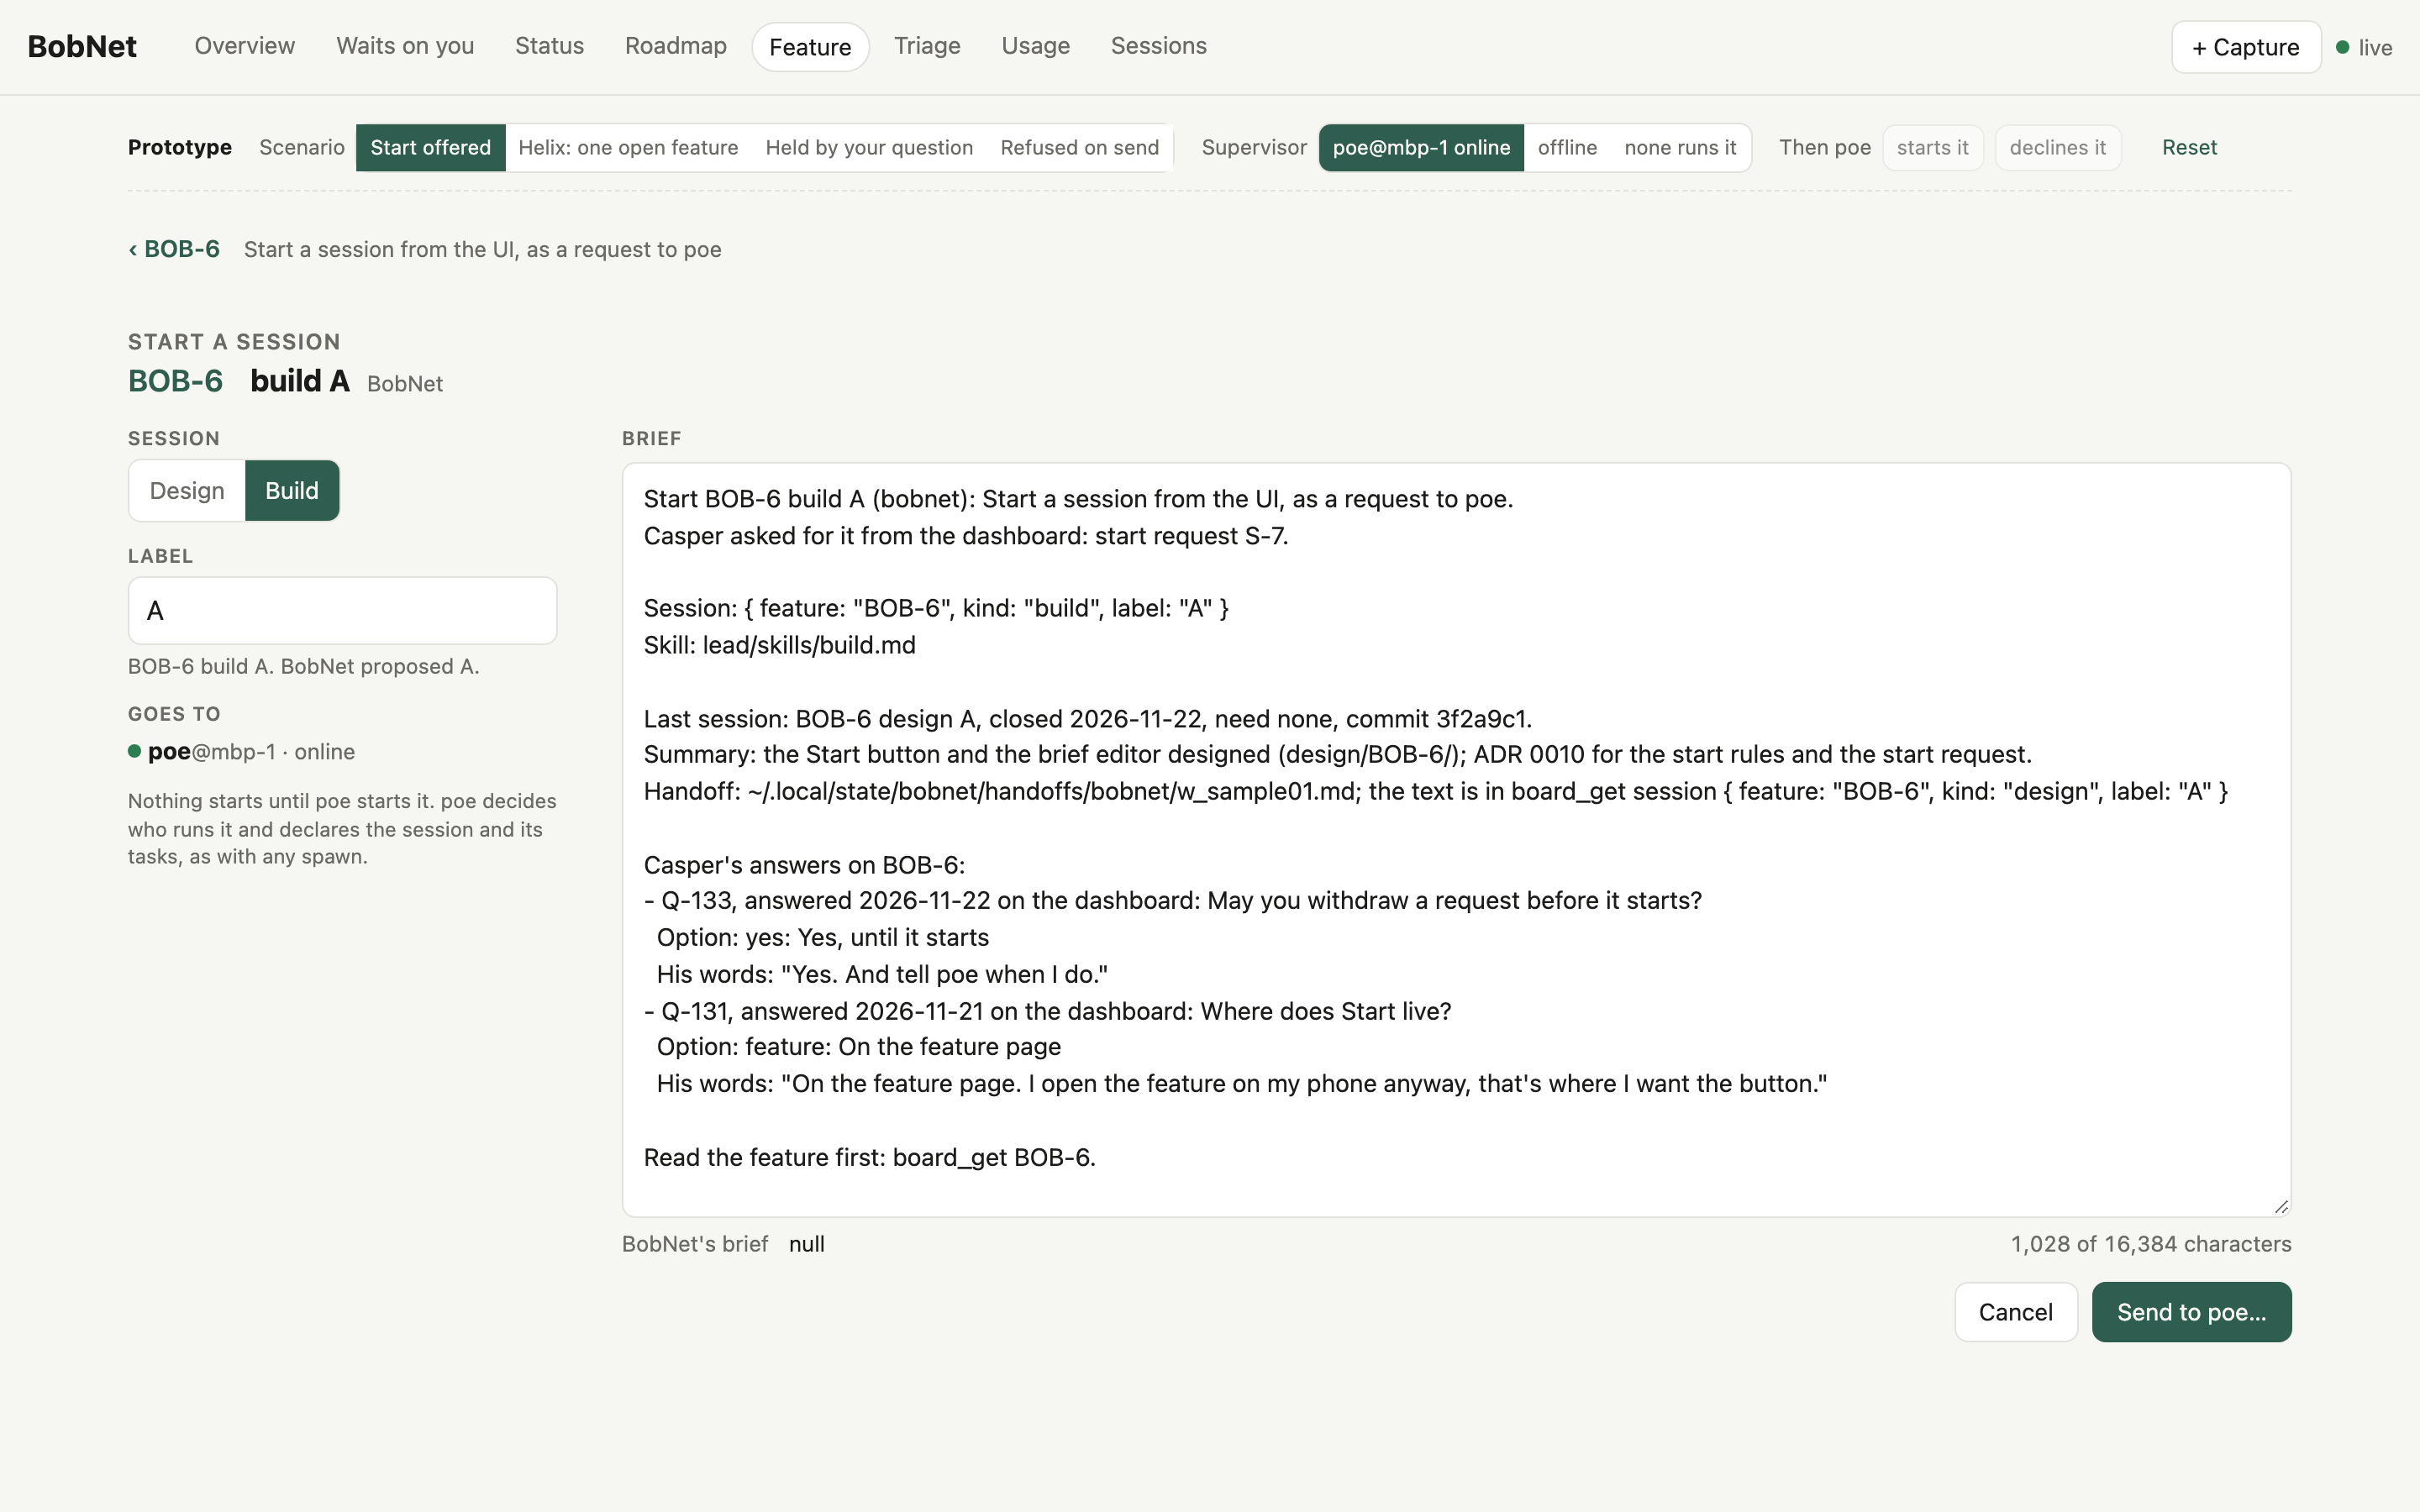 BobNet Overview Waits on you Status Roadmap Feature Triage Usage Sessions + Capture live
Prototype Scenario Start offered Helix: one open feature Held by your question Refused on send Supervisor poe@mbp-1 online offline none runs it Then poe starts it declines it Reset
‹ BOB-6 Start a session from the UI, as a request to poe
START A SESSION
BOB-6 build A BobNet
SESSION
Design Build
LABEL
A
BOB-6 build A. BobNet proposed A.
GOES TO
poe@mbp-1 · online
Nothing starts until poe starts it. poe decides
who runs it and declares the session and its
tasks, as with any spawn.
BRIEF
Start BOB-6 build A (bobnet): Start a session from the UI, as a request to poe.
Casper asked for it from the dashboard: start request S-7.
Session: { feature: "BOB-6", kind: "build", label: "A" }
Skill: lead/skills/build.md
Last session: BOB-6 design A, closed 2026-11-22, need none, commit 3f2a9c1.
Summary: the Start button and the brief editor designed (design/BOB-6/); ADR 0010 for the start rules and the start request.
Handoff: ~/.local/state/bobnet/handoffs/bobnet/w_sample01.md; the text is in board_get session { feature: "BOB-6", kind: "design", label: "A" }
Casper's answers on BOB-6:
- Q-133, answered 2026-11-22 on the dashboard: May you withdraw a request before it starts?
Option: yes: Yes, until it starts
His words: "Yes. And tell poe when I do."
- Q-131, answered 2026-11-21 on the dashboard: Where does Start live?
Option: feature: On the feature page
His words: "On the feature page. I open the feature on my phone anyway, that's where I want the button."
Read the feature first: board_get BOB-6.
BobNet's brief null 1,028 of 16,384 characters
Cancel Send to poe...